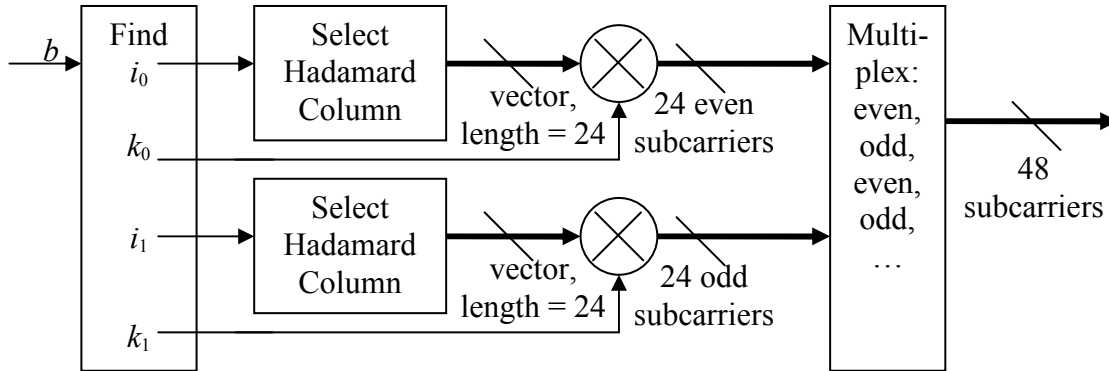 b
Find
i0
k0
i1
k1
Select
Hadamard
Column
vector,
length = 24
24 even
subcarriers
Select
Hadamard
Column
vector,
length = 24
24 odd
subcarriers
Multi-
plex:
even,
odd,
even,
odd,
…
48
subcarriers